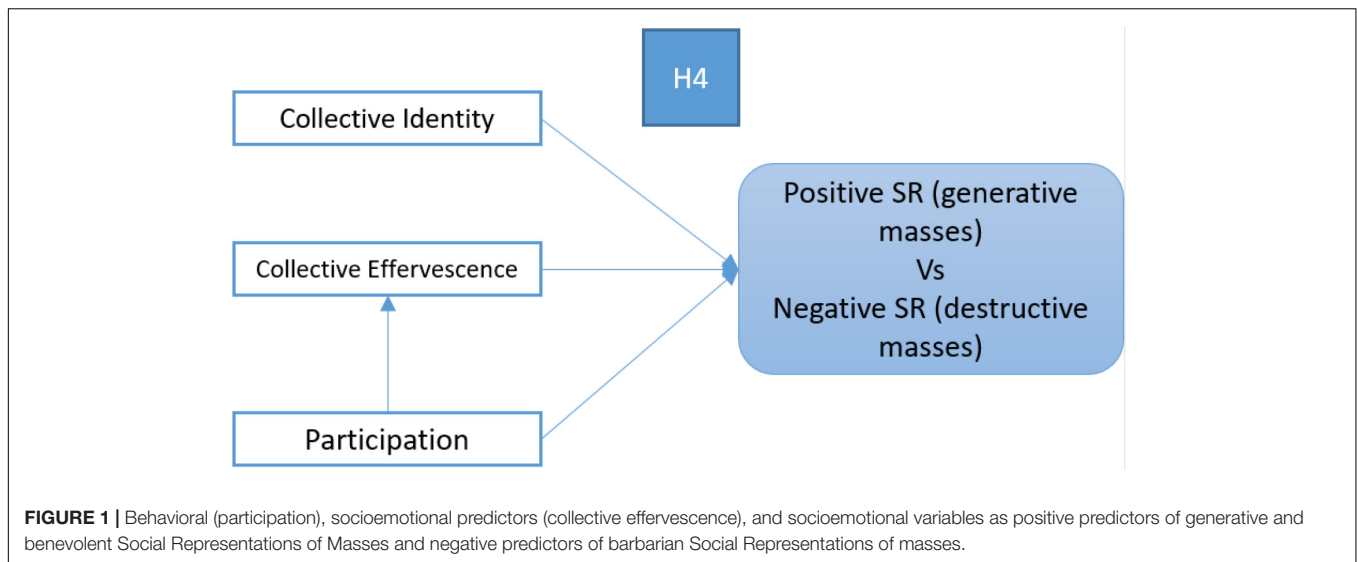 H4
Collective Identity
Collective Effervescence
Participation
Positive SR (generative
masses)
Vs
Negative SR (destructive
masses)
FIGURE 1 | Behavioral (participation), socioemotional predictors (collective effervescence), and socioemotional variables as positive predictors of generative and
benevolent Social Representations of Masses and negative predictors of barbarian Social Representations of masses.